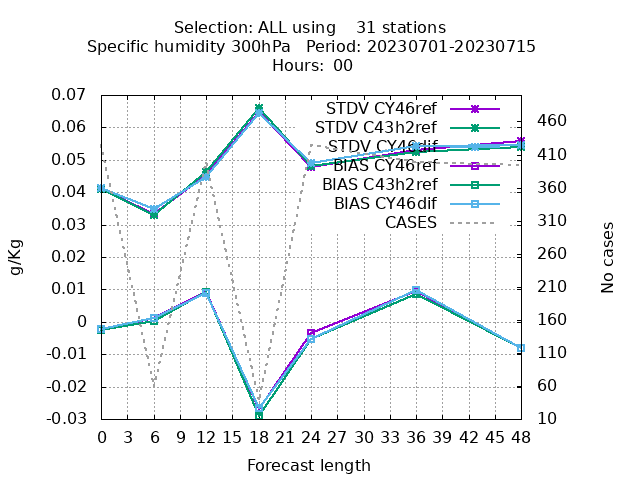 Selection: ALL using    31 stations
Specific humidity 300hPa   Period: 20230701-20230715
Hours:  00
0.07
0.06
0.05
0.04
0.03
0.02
0.01
0
-0.01
-0.02
-0.03
g/Kg
STDV CY46ref
STDV C43h2ref
STDV CY46dif
BIAS CY46ref
BIAS C43h2ref
BIAS CY46dif
CASES
460
410
360
310
260
210
160
110
60
10
No cases
0 3 6 9 12 15 18 21 24 27 30 33 36 39 42 45 48
Forecast length